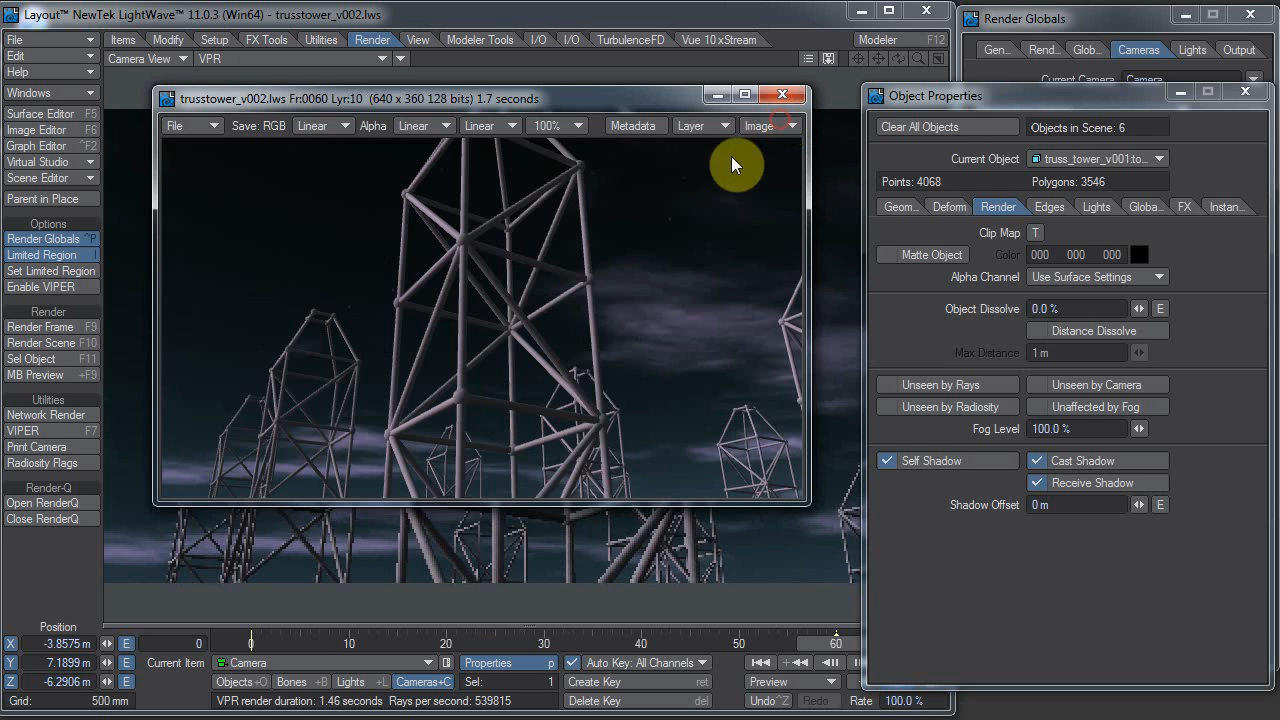 Layout™ NewTek LightWave™ 11.0.3 (Win64) - trusstower_v002.lws
Render Globals
File
Items Modify Setup FX Tools Utilities Render View Modeler Tools I/O I/O TurbulenceFD Vue 10 xStream Modeler F12
Gen... Rend... Glob... Cameras Lights Output
Edit
Camera View VPR
Help
Current Camera Camera
Windows
trusstower_v002.lws Fr:0060 Lyr:10 (640 x 360 128 bits) 1.7 seconds
Object Properties
Surface Editor F5
File Save: RGB Linear Alpha Linear Linear 100% Metadata Layer Image
Clear All Objects Objects in Scene: 6
Image Editor F6
Graph Editor ^F2
Virtual Studio
Current Object truss_tower_v001:to...
Scene Editor
Points: 4068 Polygons: 3546
Parent in Place
Geom... Deform Render Edges Lights Globa... FX Instan...
Options
Render Globals ^P
Clip Map T
Limited Region l
Matte Object Color 000 000 000
Set Limited Region
Alpha Channel Use Surface Settings
Enable VIPER
Render
Object Dissolve 0.0 % E
Render Frame F9
Distance Dissolve
Render Scene F10
Max Distance 1 m
Sel Object F11
MB Preview +F9
Unseen by Rays Unseen by Camera
Utilities
Unseen by Radiosity Unaffected by Fog
Network Render
Fog Level 100.0 %
VIPER F7
Print Camera
Radiosity Flags
Self Shadow Cast Shadow
Render-Q
Receive Shadow
Open RenderQ
Shadow Offset 0 m E
Close RenderQ
Position
0 10 20 30 40 50 60
X -3.8575 m E 0
60
Y 7.1899 m E Current Item Camera Properties p Auto Key: All Channels
Z -6.2906 m E Objects+O Bones +B Lights +L Cameras+C Sel: 1 Create Key ret Preview
Grid: 500 mm VPR render duration: 1.46 seconds Rays per second: 539815 Delete Key del Undo^Z Redo Rate 100.0 %